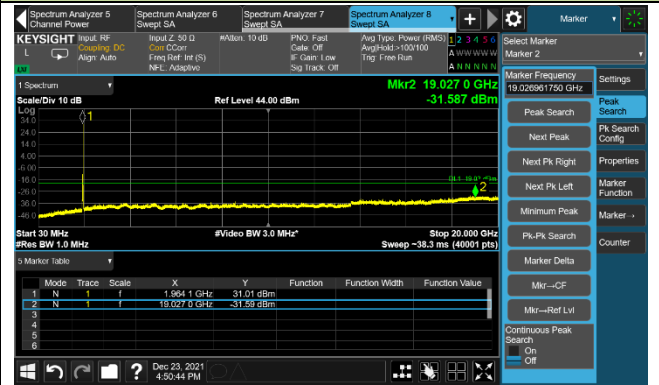 Spectrum Analyzer 5
Channel Power
Spectrum Analyzer 6
Swept SA
Spectrum Analyzer 7
Swept SA
Spectrum Analyzer 8
Swept SA
Marker
KEYSIGHT
L
Input: RF
Coupling: DC
Align: Auto
Input Z: 50 Ω
Corr CCorr
Freq Ref: Int (S)
NFE: Adaptive
#Atten: 10 dB
PNO: Fast
Gate: Off
IF Gain: Low
Sig Track: Off
Avg Type: Power (RMS)
Avg|Hold:>100/100
Trig: Free Run
1 2 3 4 5 6
A W W W W W
A N N N N N
Select Marker
Marker 2
1 Spectrum
Scale/Div 10 dB
Ref Level 44.00 dBm
Mkr2 19.027 0 GHz
-31.587 dBm
Log
34.0
24.0
14.0
4.00
-6.00
-16.0
-26.0
-36.0
-46.0
1
2
Start 30 MHz
#Video BW 3.0 MHz*
Stop 20.000 GHz
#Res BW 1.0 MHz
Sweep ~38.3 ms (40001 pts)
5 Marker Table
Mode Trace Scale X Y Function Function Width Function Value
1 N 1 f 1.964 1 GHz 31.01 dBm
2 N 1 f 19.027 0 GHz -31.59 dBm
3
4
5
6
Marker Frequency
19.026961750 GHz
Peak Search
Next Peak
Next Pk Right
Next Pk Left
Minimum Peak
Pk-Pk Search
Marker Delta
Mkr→CF
Mkr→Ref Lvl
Continuous Peak
Search
On
Off
Settings
Peak
Search
Pk Search
Config
Properties
Marker
Function
Marker→
Counter
?
Dec 23, 2021
4:50:44 PM